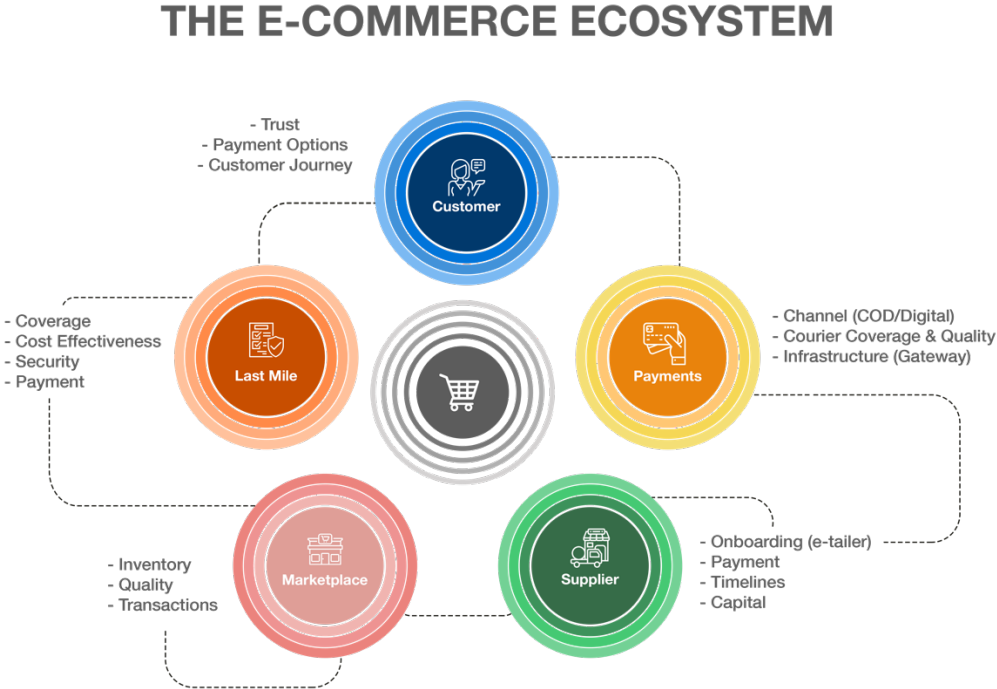 THE E-COMMERCE ECOSYSTEM
- Trust
- Payment Options
- Customer Journey
Customer
- Coverage
- Cost Effectiveness
- Security
- Payment
Last Mile
Payments
- Channel (COD/Digital)
- Courier Coverage & Quality
- Infrastructure (Gateway)
- Inventory
- Quality
- Transactions
Marketplace
Supplier
- Onboarding (e-tailer)
- Payment
- Timelines
- Capital